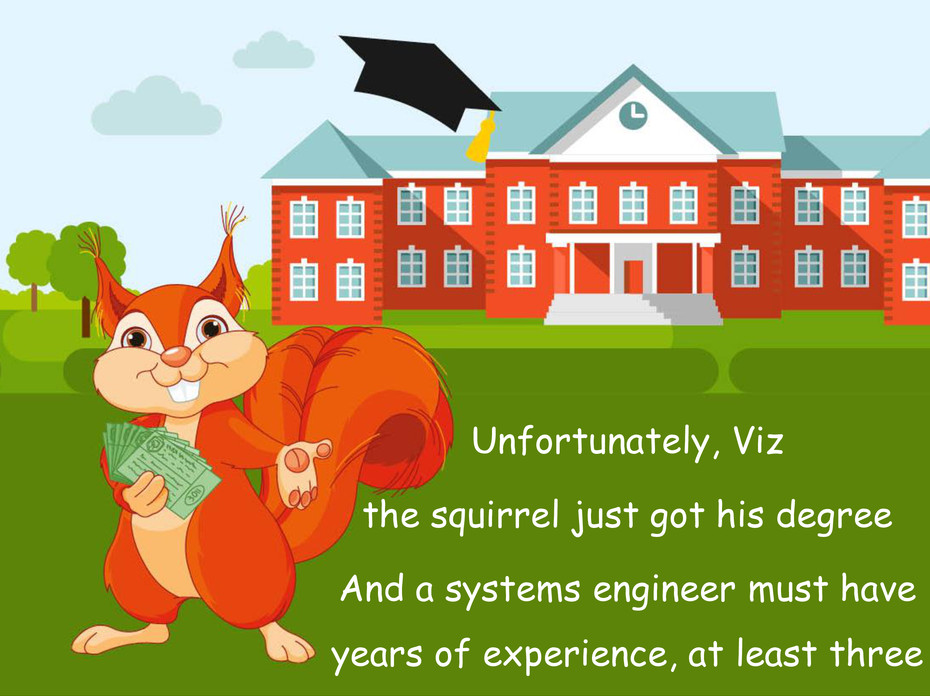 Unfortunately, Viz
the squirrel just got his degree
And a systems engineer must have
years of experience, at least three